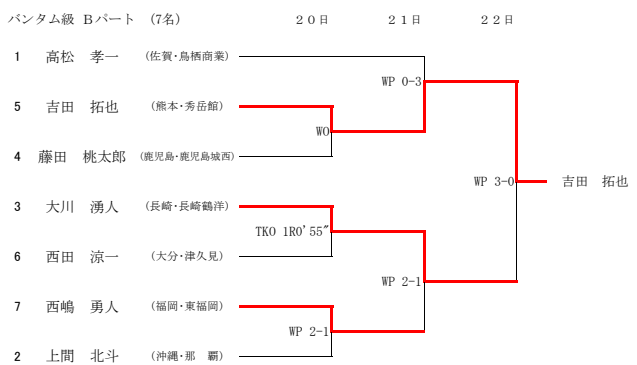 バンタム級 Bパート (7名) 20日 21日 22日
1 高松 孝一 (佐賀・鳥栖商業)
WP 0-3
5 吉田 拓也 (熊本・秀岳館)
WO
4 藤田 桃太郎 (鹿児島・鹿児島城西)
WP 3-0 吉田 拓也
3 大川 湧人 (長崎・長崎鶴洋)
TKO 1R0'55"
6 西田 涼一 (大分・津久見)
WP 2-1
7 西嶋 勇人 (福岡・東福岡)
WP 2-1
2 上間 北斗 (沖縄・那 覇)